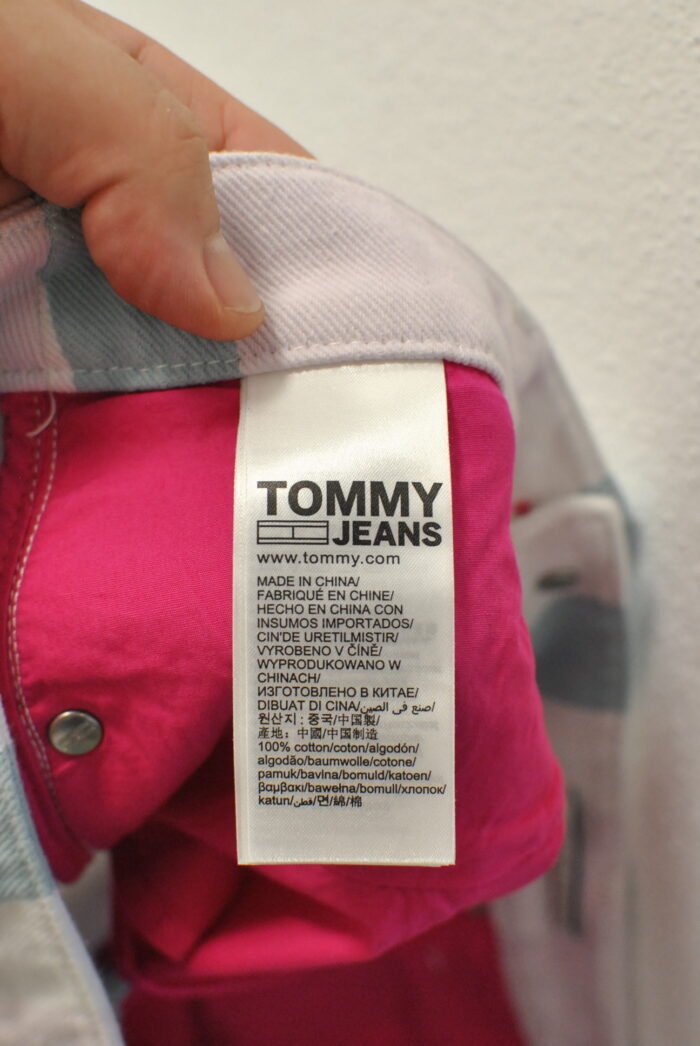 TOMMY
JEANS
www.tommy.com
MADE IN CHINA/
FABRIQUÉ EN CHINE/
HECHO EN CHINA CON
INSUMOS IMPORTADOS/
CIN'DE URETILMISTIR/
VYROBENO V ČÍNĚ/
WYPRODUKOWANO W
CHINACH/
ИЗГОТОВЛЕНО В КИТАЕ/
DIBUAT DI CINA/صنع في الصين/
원산지 : 중국/中国製/
產地：中國/中国制造
100% cotton/coton/algodón/
algodão/baumwolle/cotone/
pamuk/bavlna/bomuld/katoen/
βαμβακι/bawełna/bomull/хлопок/
katun/قطن/면/綿/棉